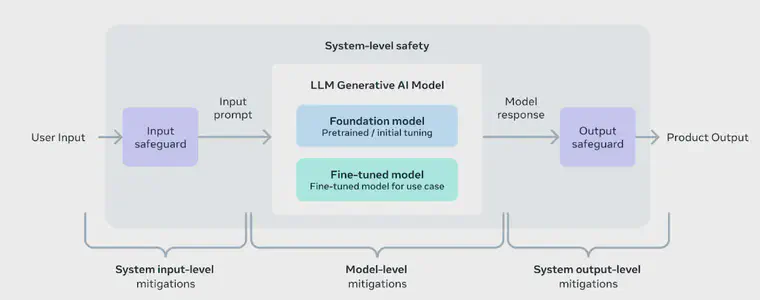 System-level safety
LLM Generative AI Model
User Input
Input
safeguard
Input
prompt
Foundation model
Pretrained / initial tuning
Fine-tuned model
Fine-tuned model for use case
Model
response
Output
safeguard
Product Output
System input-level
mitigations
Model-level
mitigations
System output-level
mitigations